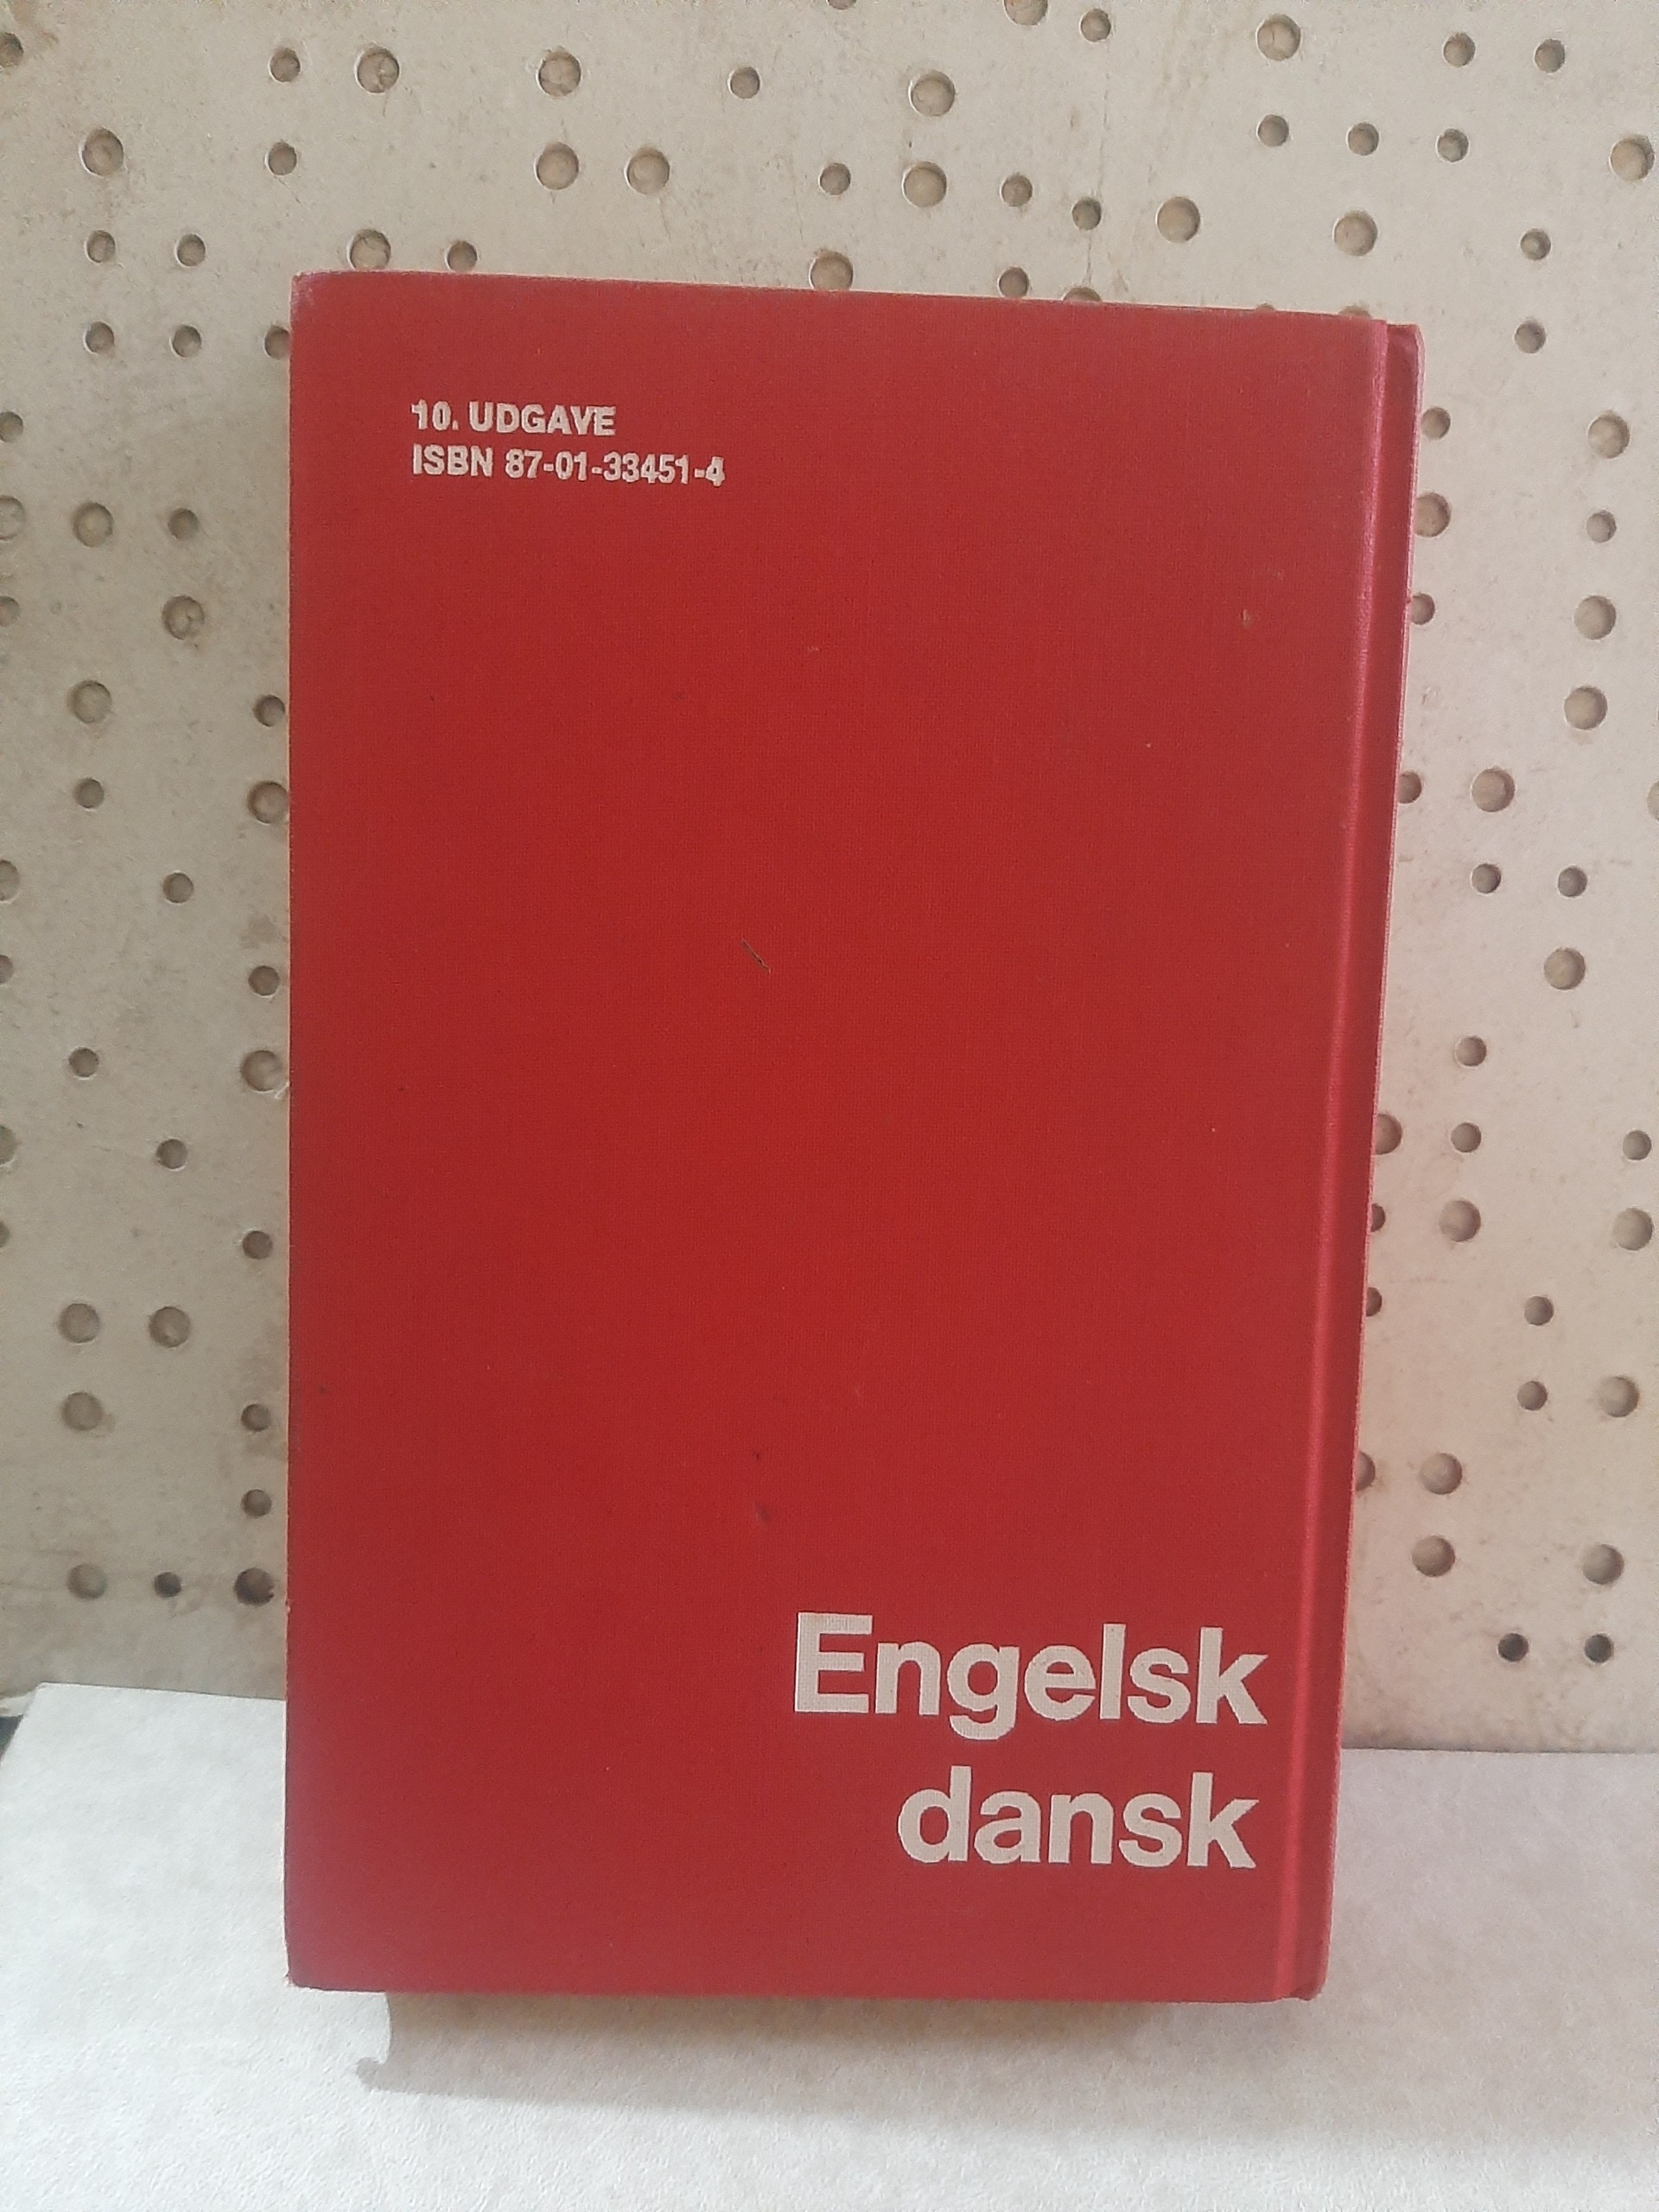 10. UDGAVE
ISBN 87-01-33451-4
Engelsk
dansk